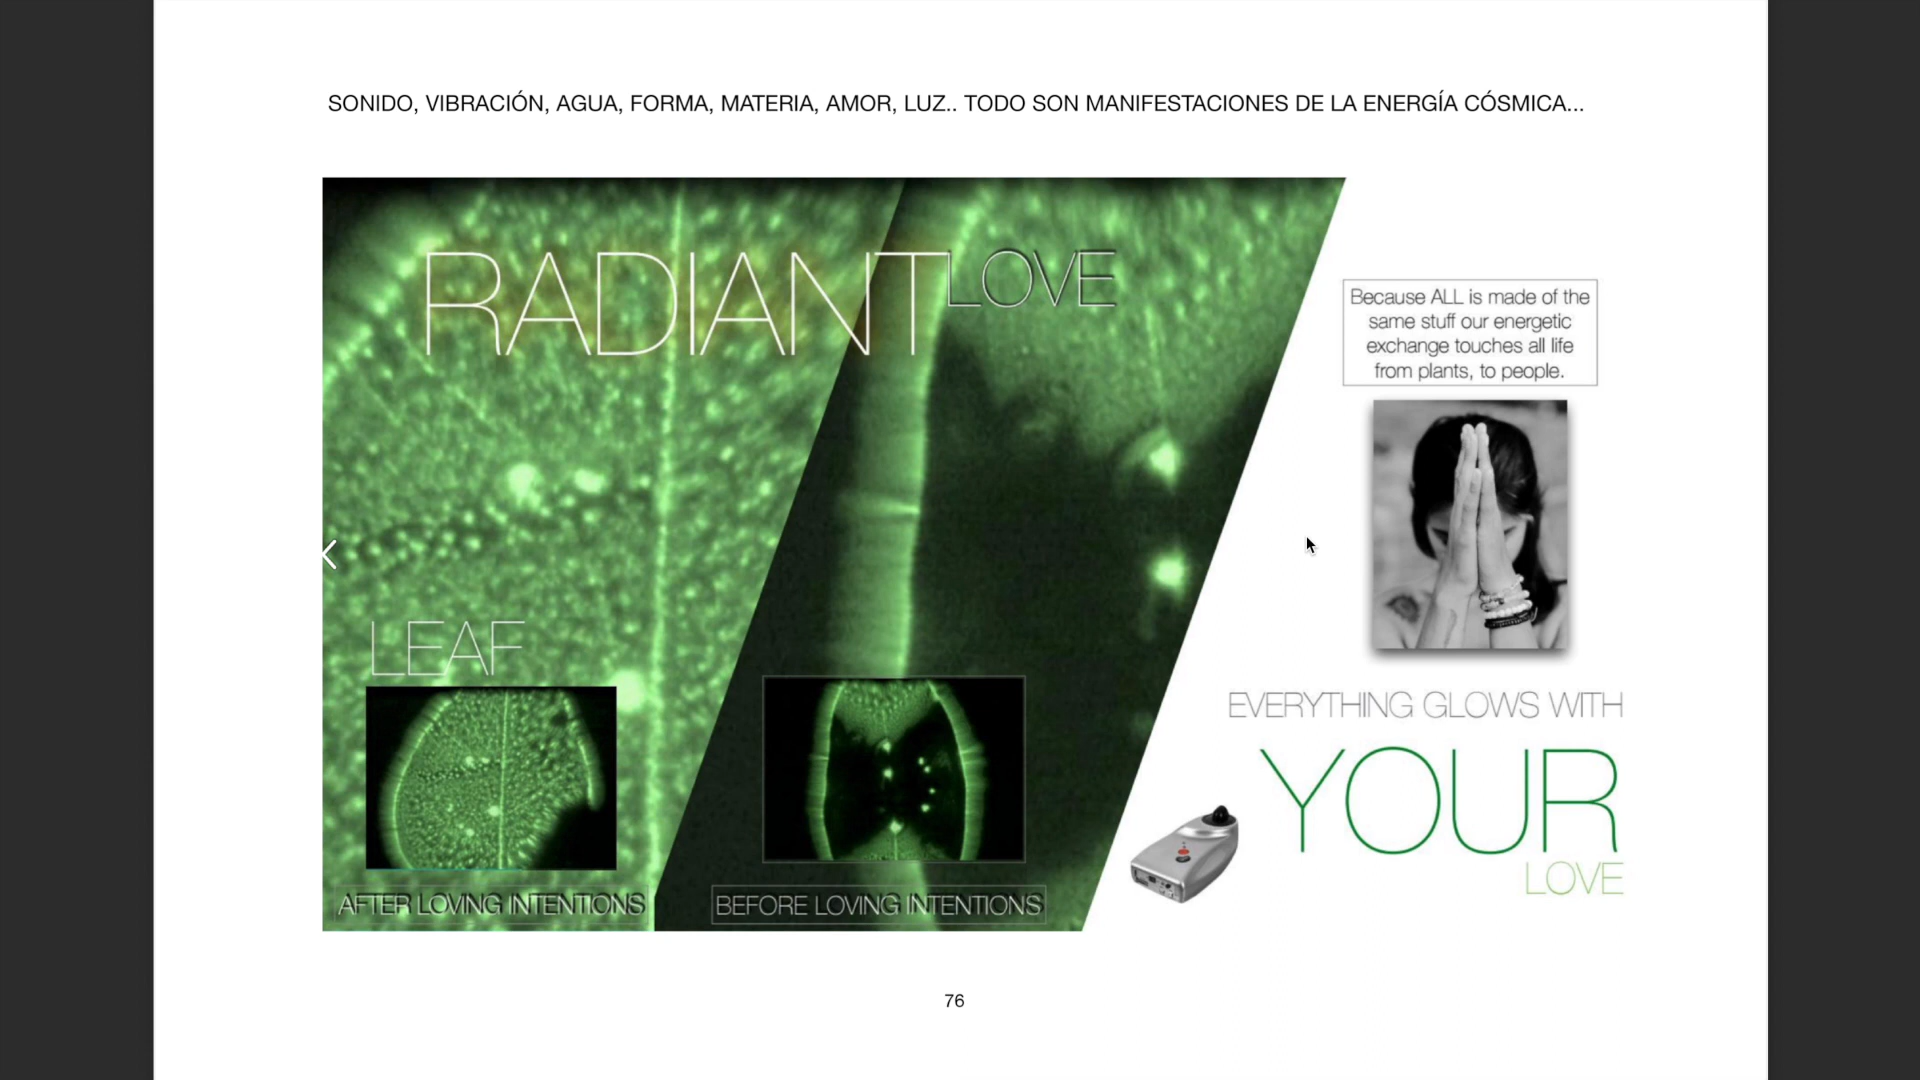 SONIDO, VIBRACIÓN, AGUA, FORMA, MATERIA, AMOR, LUZ.. TODO SON MANIFESTACIONES DE LA ENERGÍA CÓSMICA...
RADIANT LOVE
Because ALL is made of the
same stuff our energetic
exchange touches all life
from plants, to people.
LEAF
EVERYTHING GLOWS WITH
YOUR
LOVE
AFTER LOVING INTENTIONS
BEFORE LOVING INTENTIONS
76